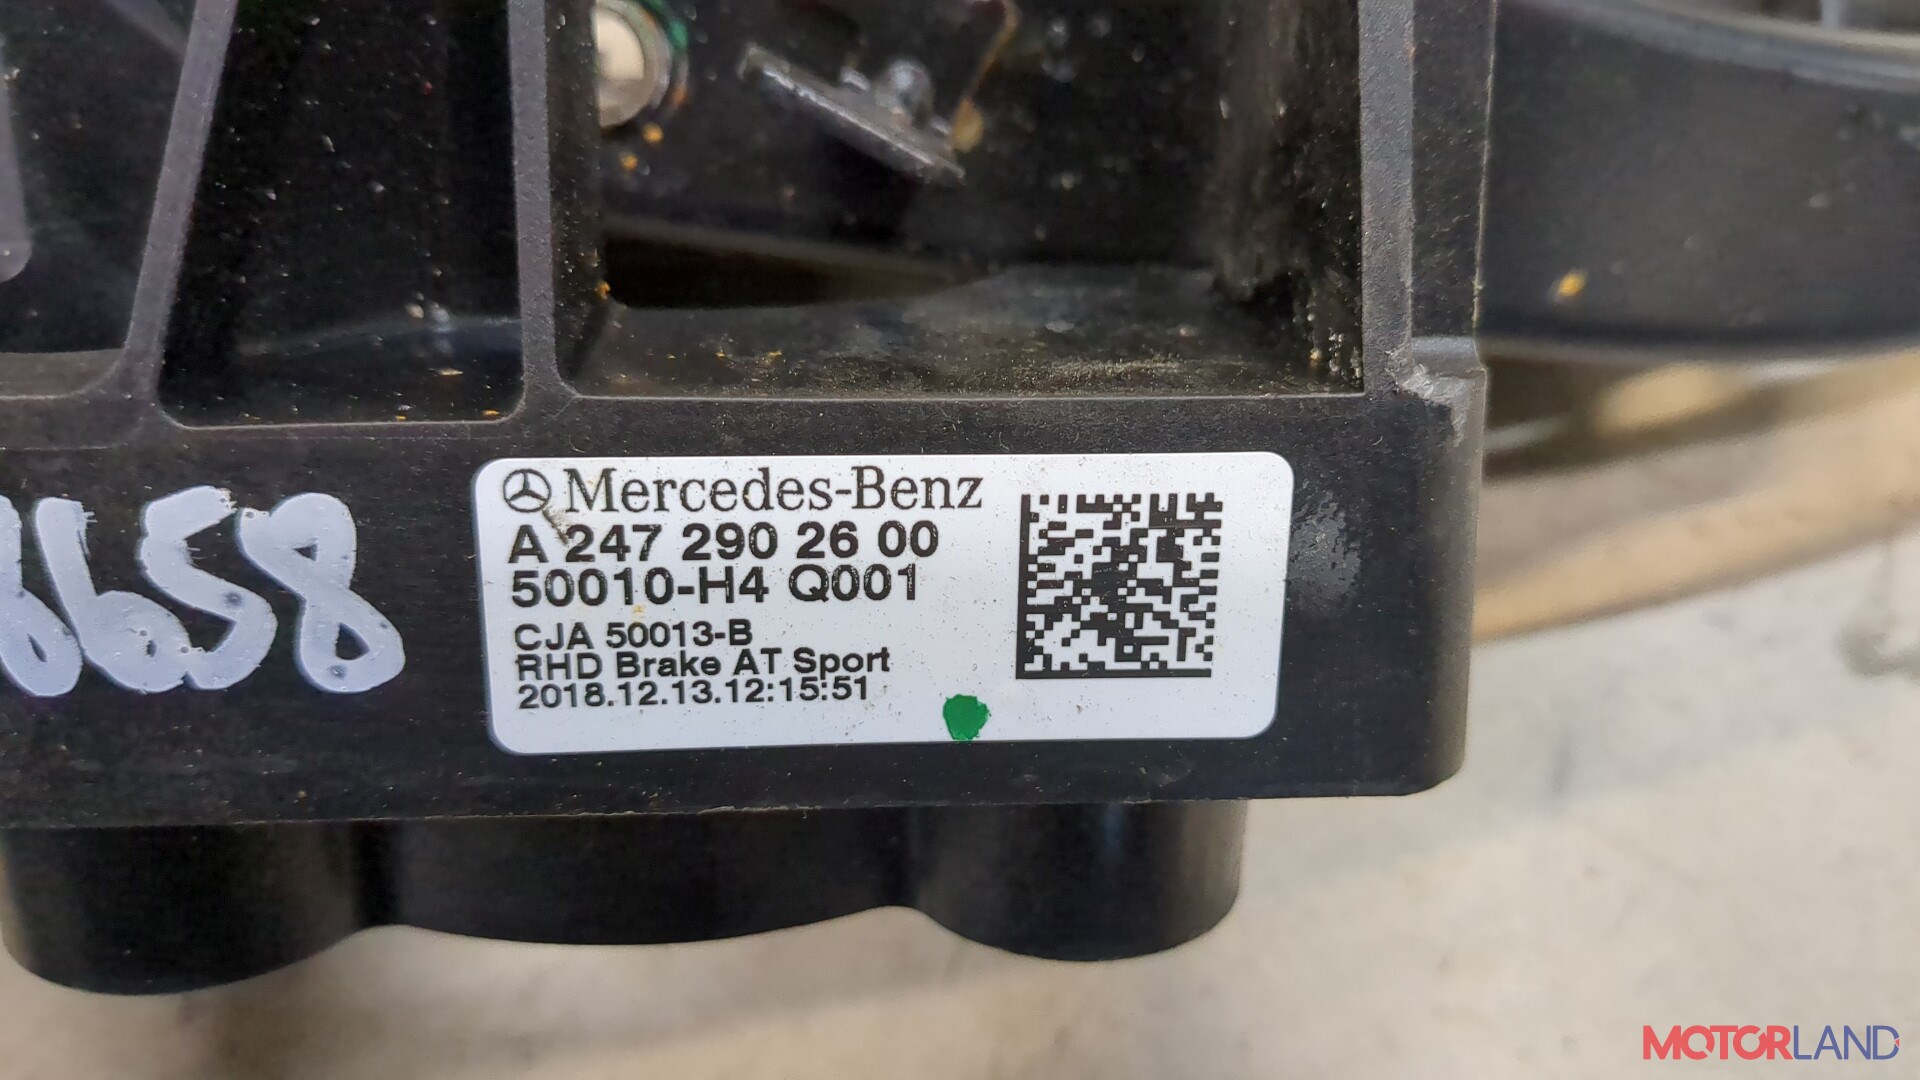 Mercedes-Benz
A 247 290 26 00
50010-H4 Q001
CJA 50013-B
RHD Brake AT Sport
2018.12.13.12:15:51
6658
MOTORLAND